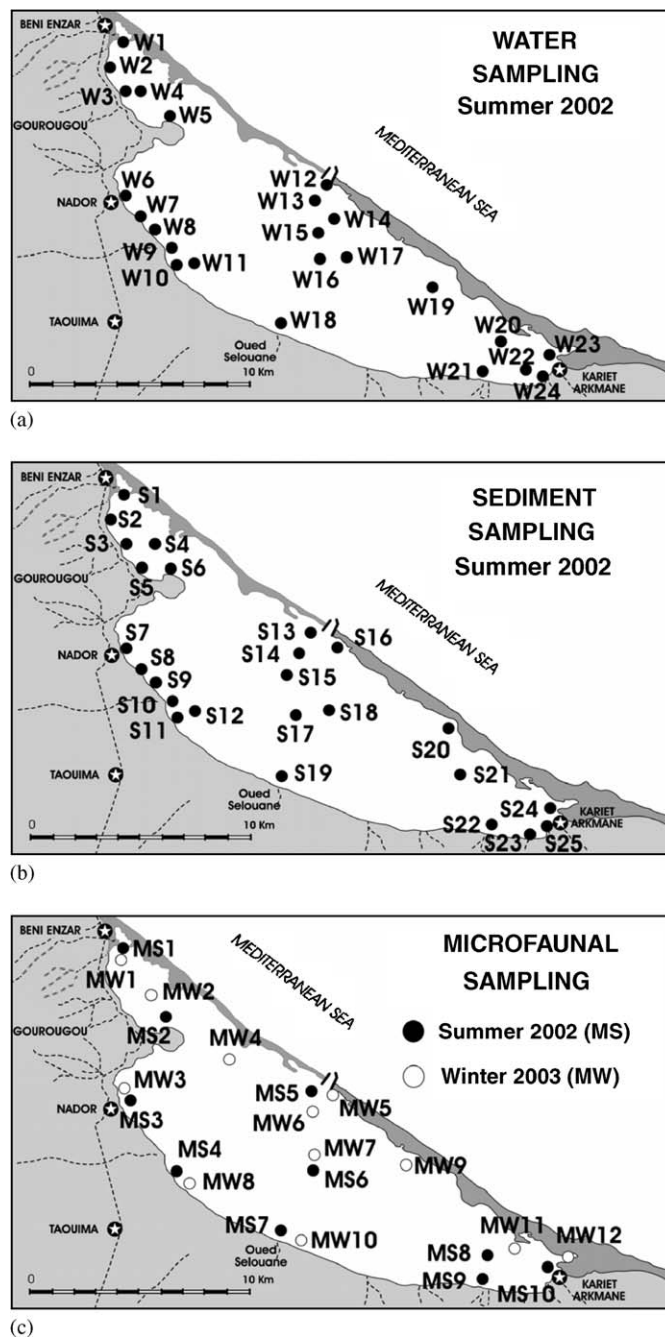 BENI ENZAR
W1
W2
W3
W4
W5
GOUROUGOU
WATER
SAMPLING
Summer 2002
MEDITERRANEAN SEA
W6
NADOR
W7
W8
W9
W10
W11
W12
W13
W14
W15
W16
W17
W18
W19
TAOUIMA
Oued
Selouane
W20
W21
W22
W23
W24
KARIET
ARKMANE
0
10 Km
(a)
BENI ENZAR
S1
S2
S3
S4
S5
S6
GOUROUGOU
SEDIMENT
SAMPLING
Summer 2002
MEDITERRANEAN SEA
S7
NADOR
S8
S9
S10
S11
S12
S13
S14
S15
S16
S17
S18
S19
TAOUIMA
Oued
Selouane
S20
S21
S22
S23
S24
S25
KARIET
ARKMANE
0
10 Km
(b)
BENI ENZAR
MS1
MW1
MW2
MS2
GOUROUGOU
MEDITERRANEAN SEA
MICROFAUNAL
SAMPLING
Summer 2002 (MS)
Winter 2003 (MW)
MW4
MW3
NADOR
MS3
MS5
MW5
MW6
MS4
MW8
MW7
MS6
MW9
TAOUIMA
MS7
MW10
Oued
Selouane
MW11
MW12
MS8
MS9
MS10
KARIET
ARKMANE
0
10 Km
(c)